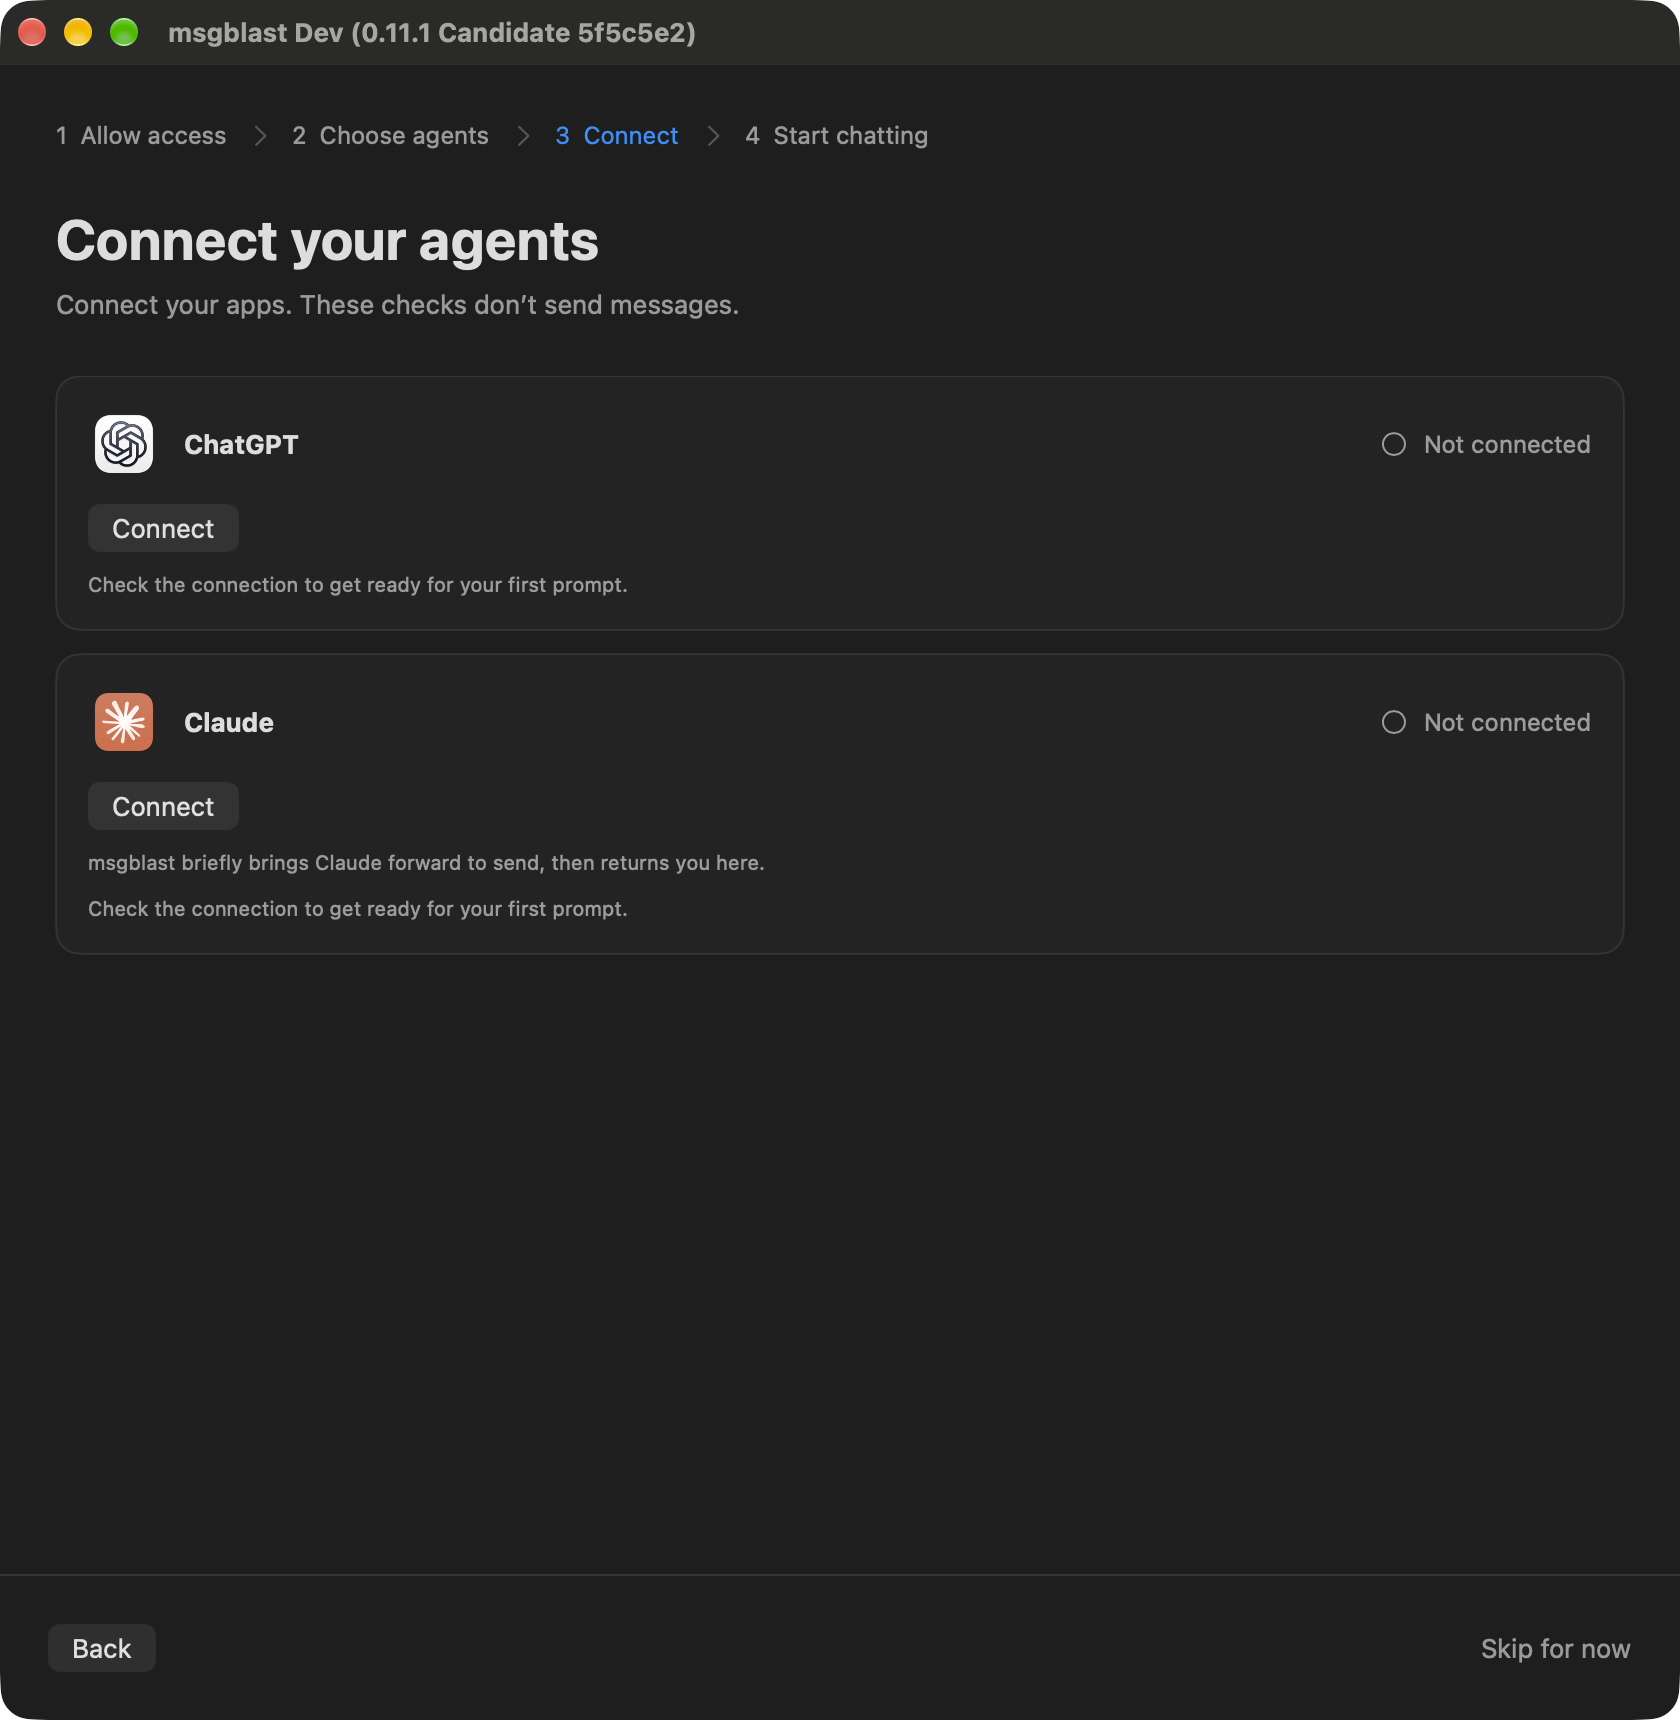 msgblast Dev (0.11.1 Candidate 5f5c5e2)
1 Allow access > 2 Choose agents > 3 Connect > 4 Start chatting
Connect your agents
Connect your apps. These checks don’t send messages.
ChatGPT
Not connected
Connect
Check the connection to get ready for your first prompt.
Claude
Not connected
Connect
msgblast briefly brings Claude forward to send, then returns you here.
Check the connection to get ready for your first prompt.
Back
Skip for now